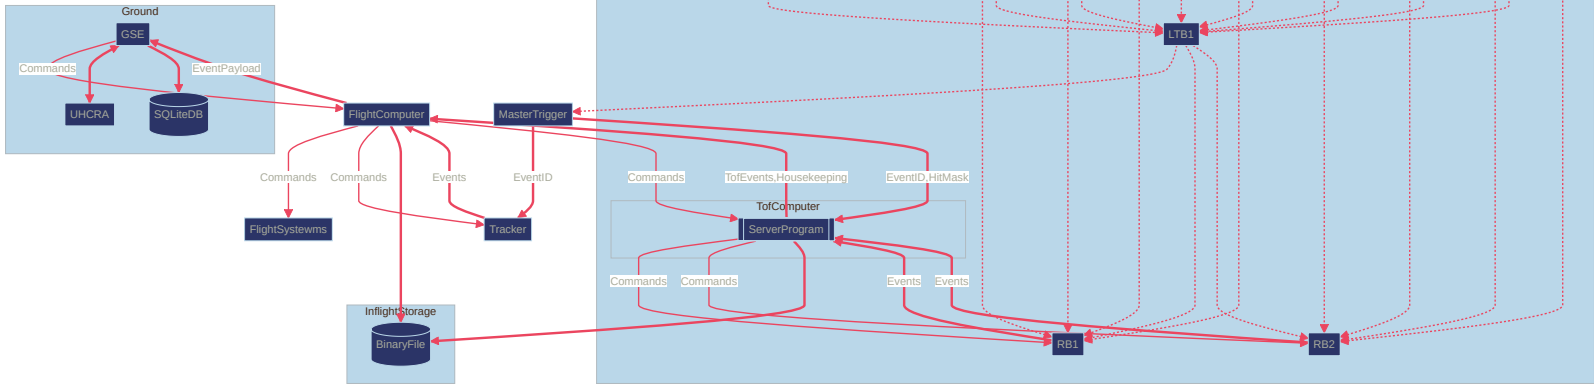 Ground
GSE
LTB1
Commands
EventPayload
UHCRA
SQLiteDB
FlightComputer
MasterTrigger
Commands
Commands
Events
EventID
Commands
TofEvents,Housekeeping
EventID,HitMask
TofComputer
FlightSystewms
Tracker
ServerProgram
Commands
Commands
Events
Events
InflightStorage
BinaryFile
RB1
RB2